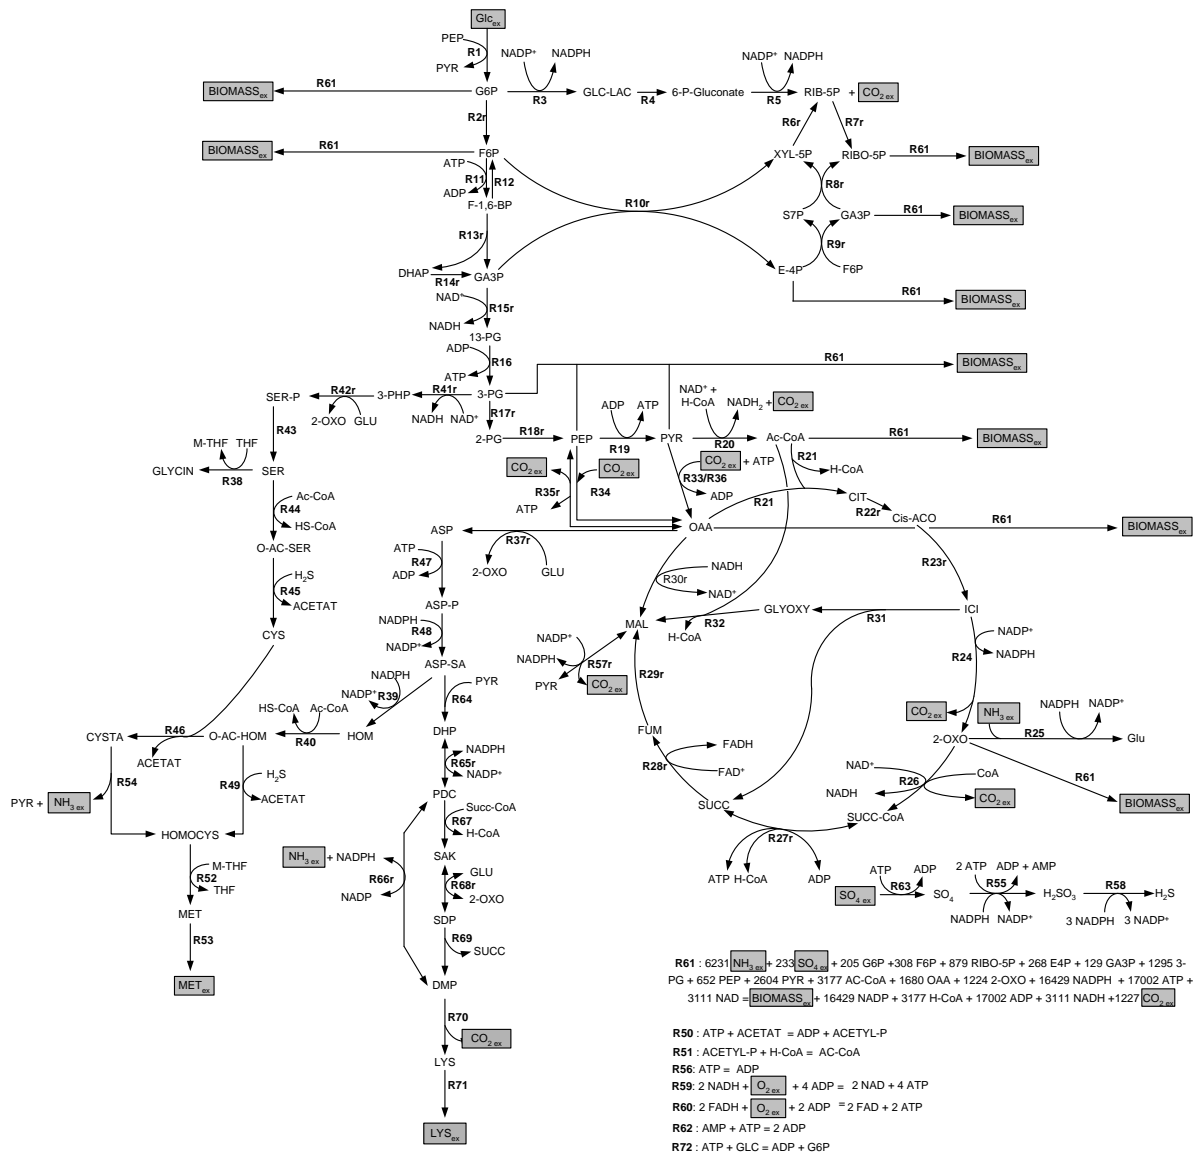 Glc ex
PEP
R1
PYR
NADP+ NADPH
NADP+ NADPH
BIOMASS ex
R61
G6P
R3
GLC-LAC
R4
6-P-Gluconate
R5
RIB-5P + CO2 ex
R2r
R6r
R7r
BIOMASS ex
R61
F6P
XYL-5P
RIBO-5P
R61
BIOMASS ex
ATP
R11
R12
ADP
R8r
F-1,6-BP
R10r
S7P
GA3P
R61
BIOMASS ex
R13r
R9r
DHAP
R14r
GA3P
E-4P
F6P
R61
BIOMASS ex
NAD+
R15r
NADH
13-PG
ADP
R16
ATP
R61
BIOMASS ex
SER-P
R42r
3-PHP
R41r
3-PG
2-OXO GLU
NADH NAD+
R17r
NAD+ +
H-CoA
NADH2 + CO2 ex
ADP ATP
R43
2-PG
R18r
PEP
R19
PYR
R20
Ac-CoA
R61
BIOMASS ex
M-THF THF
GLYCIN
R38
SER
CO2 ex
CO2 ex
CO2 ex + ATP
R21
H-CoA
R33/R36
R35r
R34
ATP
ADP
R21
CIT
R22r
Ac-CoA
R44
HS-CoA
Cis-ACO
O-AC-SER
ASP
R37r
OAA
R61
BIOMASS ex
ATP
R47
ADP
2-OXO
GLU
R23r
H2S
R45
ACETAT
NADH
R30r
NAD+
ASP-P
GLYOXY
R31
ICI
CYS
NADPH
R48
NADP+
MAL
R32
H-CoA
NADP+
NADPH
R57r
PYR
CO2 ex
NADP+
R24
NADPH
ASP-SA
R29r
NADPH
NADP+
R39
PYR
R64
HS-CoA Ac-CoA
CO2 ex
NH3 ex
NADPH NADP+
CYSTA
R46
O-AC-HOM
R40
HOM
DHP
FUM
2-OXO
R25
Glu
ACETAT
NADPH
R65r
NADP+
FADH
R28r
FAD+
NAD+
R26
CoA
R61
R54
R49
H2S
ACETAT
PYR + NH3 ex
PDC
NADH
CO2 ex
BIOMASS ex
SUCC
SUCC-CoA
Succ-CoA
R67
H-CoA
HOMOCYS
R27r
SAK
NH3 ex + NADPH
R66r
NADP
M-THF
R52
THF
GLU
R68r
2-OXO
ATP H-CoA
ADP
ATP ADP
2 ATP ADP + AMP
SO4 ex
R63
SO4
R55
H2SO3
R58
H2S
NADPH NADP+
3 NADPH 3 NADP+
MET
SDP
R53
R69
SUCC
MET ex
DMP
R61 : 6231 NH3 ex + 233 SO4 ex + 205 G6P +308 F6P + 879 RIBO-5P + 268 E4P + 129 GA3P + 1295 3-
PG + 652 PEP + 2604 PYR + 3177 AC-CoA + 1680 OAA + 1224 2-OXO + 16429 NADPH + 17002 ATP +
3111 NAD = BIOMASS ex + 16429 NADP + 3177 H-CoA + 17002 ADP + 3111 NADH +1227 CO2 ex
R70
CO2 ex
R50 : ATP + ACETAT = ADP + ACETYL-P
R51 : ACETYL-P + H-CoA = AC-CoA
LYS
R56: ATP = ADP
R71
R59 : 2 NADH + O2 ex + 4 ADP = 2 NAD + 4 ATP
R60 : 2 FADH + O2 ex + 2 ADP = 2 FAD + 2 ATP
LYS ex
R62 : AMP + ATP = 2 ADP
R72 : ATP + GLC = ADP + G6P